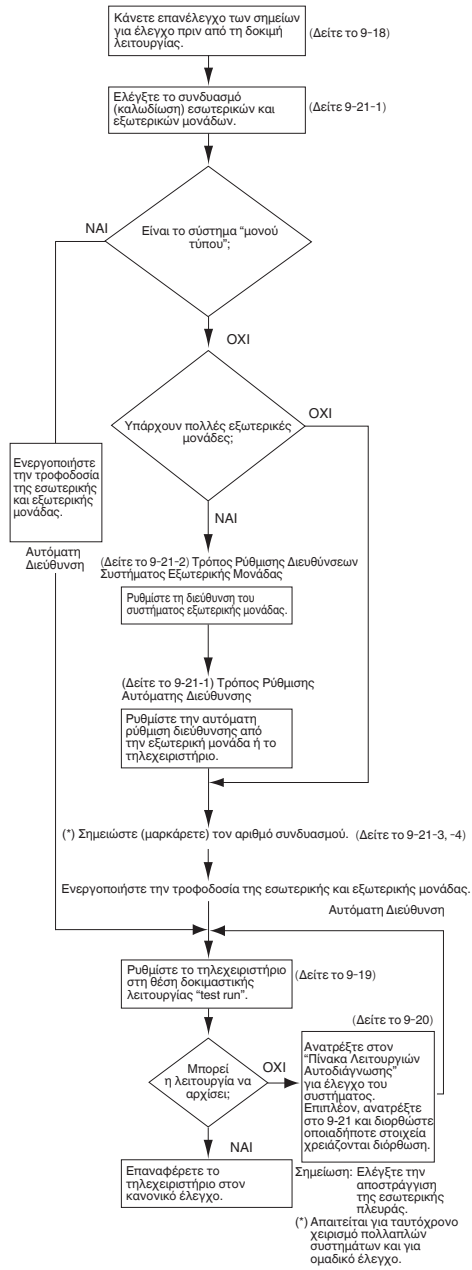 Κάνετε επανέλεγχο των σημείων
για έλεγχο πριν από τη δοκιμή
λειτουργίας.
(Δείτε το 9-18)
Ελέγξτε το συνδυασμό
(καλωδίωση) εσωτερικών και
εξωτερικών μονάδων.
(Δείτε 9-21-1)
ΝΑΙ
Είναι το σύστημα “μονού
τύπου”;
ΟΧΙ
Υπάρχουν πολλές εξωτερικές
μονάδες;
ΟΧΙ
Ενεργοποιήστε
την τροφοδοσία
της εσωτερικής
και εξωτερικής
μονάδας.
Αυτόματη
Διεύθυνση
ΝΑΙ
(Δείτε το 9-21-2) Τρόπος Ρύθμισης Διευθύνσεων
Συστήματος Εξωτερικής Μονάδας
Ρυθμίστε τη διεύθυνση του
συστήματος εξωτερικής μονάδας.
(Δείτε το 9-21-1) Τρόπος Ρύθμισης
Αυτόματης Διεύθυνσης
Ρυθμίστε την αυτόματη
ρύθμιση διεύθυνσης από
την εξωτερική μονάδα ή το
τηλεχειριστήριο.
(*) Σημειώστε (μαρκάρετε) τον αριθμό συνδυασμού. (Δείτε το 9-21-3, -4)
Ενεργοποιήστε την τροφοδοσία της εσωτερικής και εξωτερικής μονάδας.
Αυτόματη Διεύθυνση
Ρυθμίστε το τηλεχειριστήριο
στη θέση δοκιμαστικής
λειτουργίας “test run”.
(Δείτε το 9-19)
(Δείτε το 9-20)
Μπορεί
η λειτουργία να
αρχίσει;
ΟΧΙ
Ανατρέξτε στον
“Πίνακα Λειτουργιών
Αυτοδιάγνωσης”
για έλεγχο του
συστήματος.
Επιπλέον, ανατρέξτε
στο 9-21 και διορθώστε
οποιαδήποτε στοιχεία
χρειάζονται διόρθωση.
ΝΑΙ
Επαναφέρετε το
τηλεχειριστήριο στον
κανονικό έλεγχο.
Σημείωση: Ελέγξτε την
αποστράγγιση
της εσωτερικής
πλευράς.
(*) Απαιτείται για ταυτόχρονο
χειρισμό πολλαπλών
συστημάτων και για
ομαδικό έλεγχο.